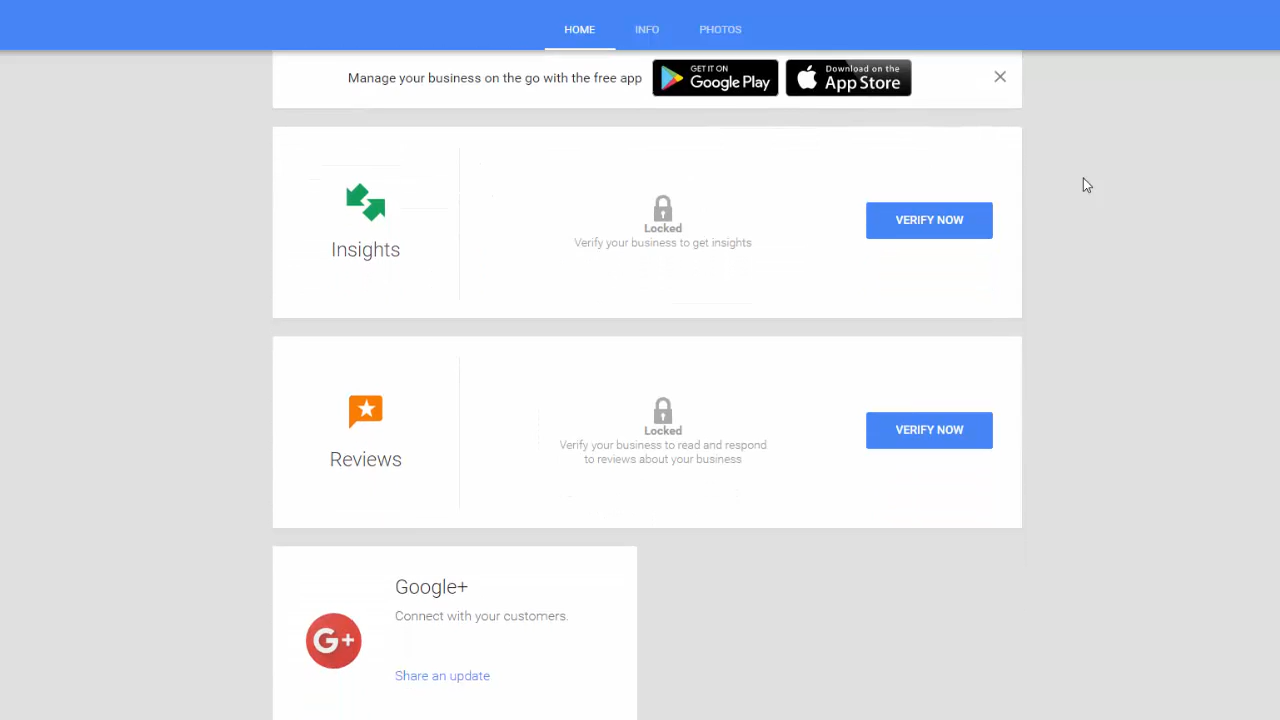 HOME INFO PHOTOS
Manage your business on the go with the free app
GET IT ON
Google Play
Download on the
App Store
Insights
Locked
Verify your business to get insights
VERIFY NOW
Reviews
Locked
Verify your business to read and respond
to reviews about your business
VERIFY NOW
Google+
Connect with your customers.
G+
Share an update